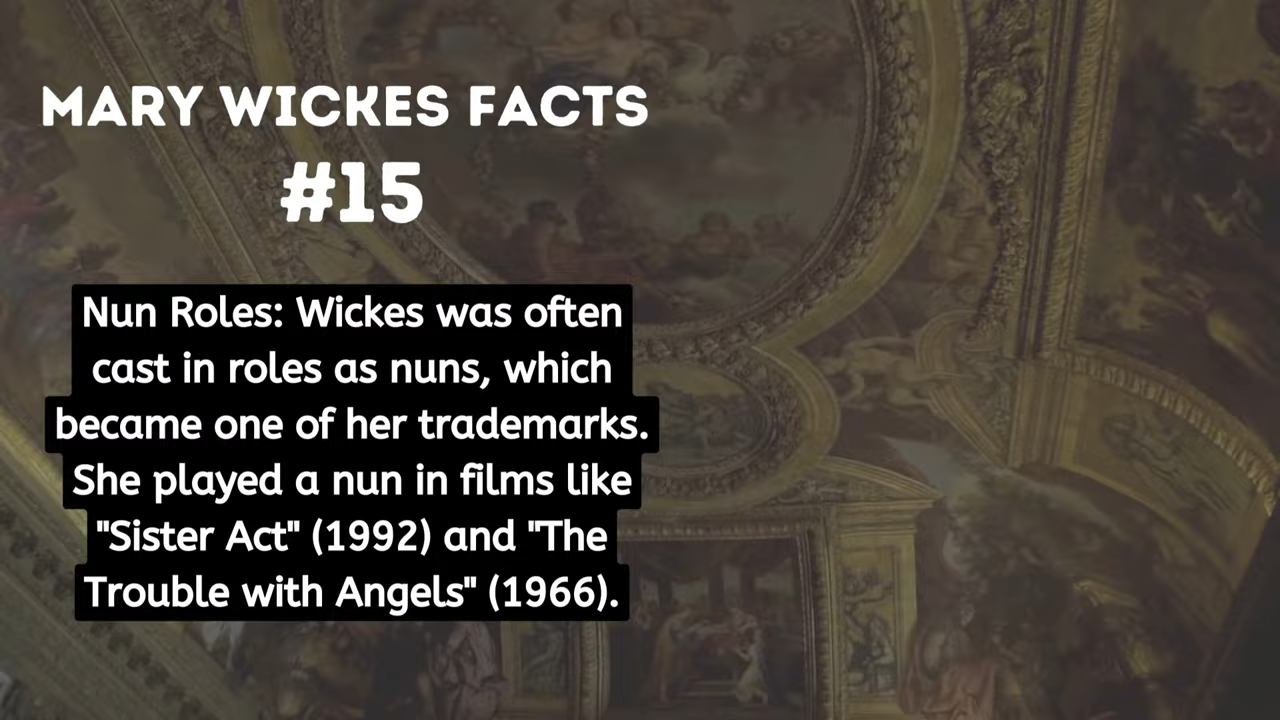 MARY WICKES FACTS
#15
Nun Roles: Wickes was often
cast in roles as nuns, which
became one of her trademarks.
She played a nun in films like
"Sister Act" (1992) and "The
Trouble with Angels" (1966).